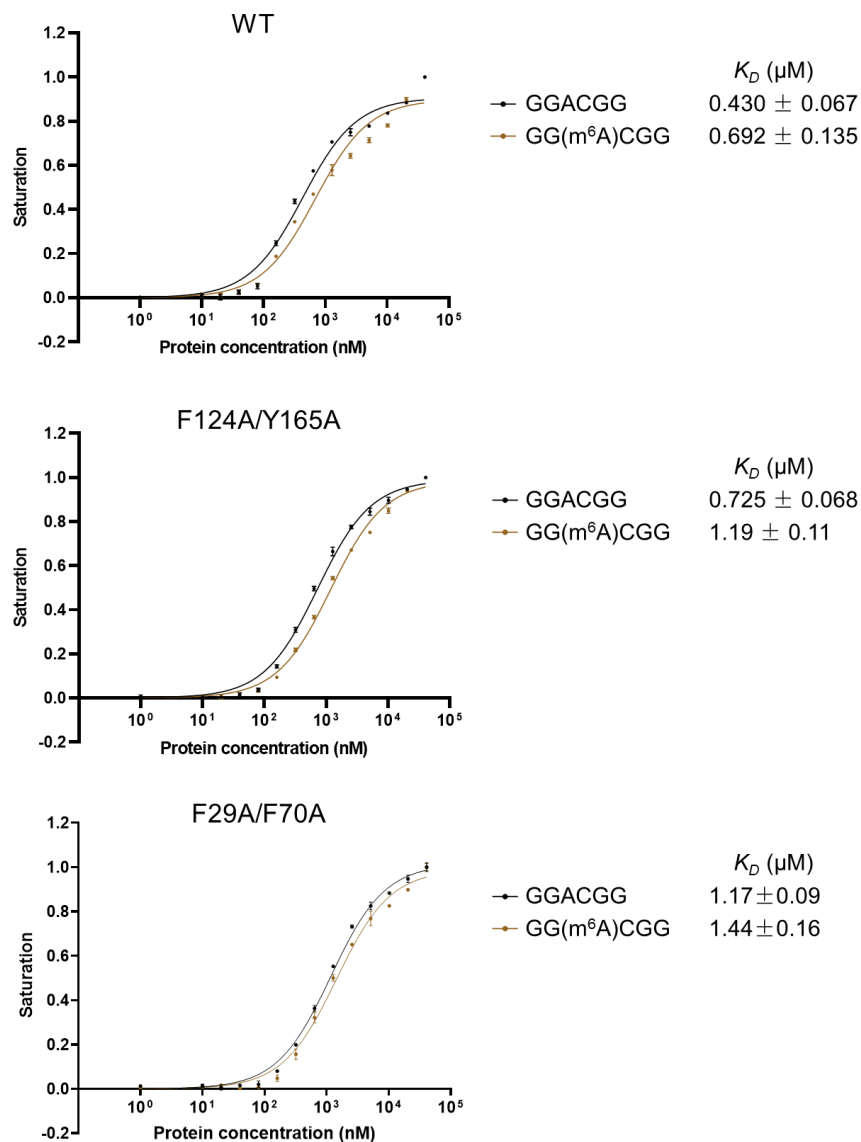 WT
1.2
1.0
0.8
0.6
0.4
0.2
0.0
-0.2
Saturation
10⁰ 10¹ 10² 10³ 10⁴ 10⁵
Protein concentration (nM)
K_D (μM)
GGACGG 0.430 ± 0.067
GG(m⁶A)CGG 0.692 ± 0.135
F124A/Y165A
1.2
1.0
0.8
0.6
0.4
0.2
0.0
-0.2
Saturation
10⁰ 10¹ 10² 10³ 10⁴ 10⁵
Protein concentration (nM)
K_D (μM)
GGACGG 0.725 ± 0.068
GG(m⁶A)CGG 1.19 ± 0.11
F29A/F70A
1.2
1.0
0.8
0.6
0.4
0.2
0.0
-0.2
Saturation
10⁰ 10¹ 10² 10³ 10⁴ 10⁵
Protein concentration (nM)
K_D (μM)
GGACGG 1.17±0.09
GG(m⁶A)CGG 1.44±0.16